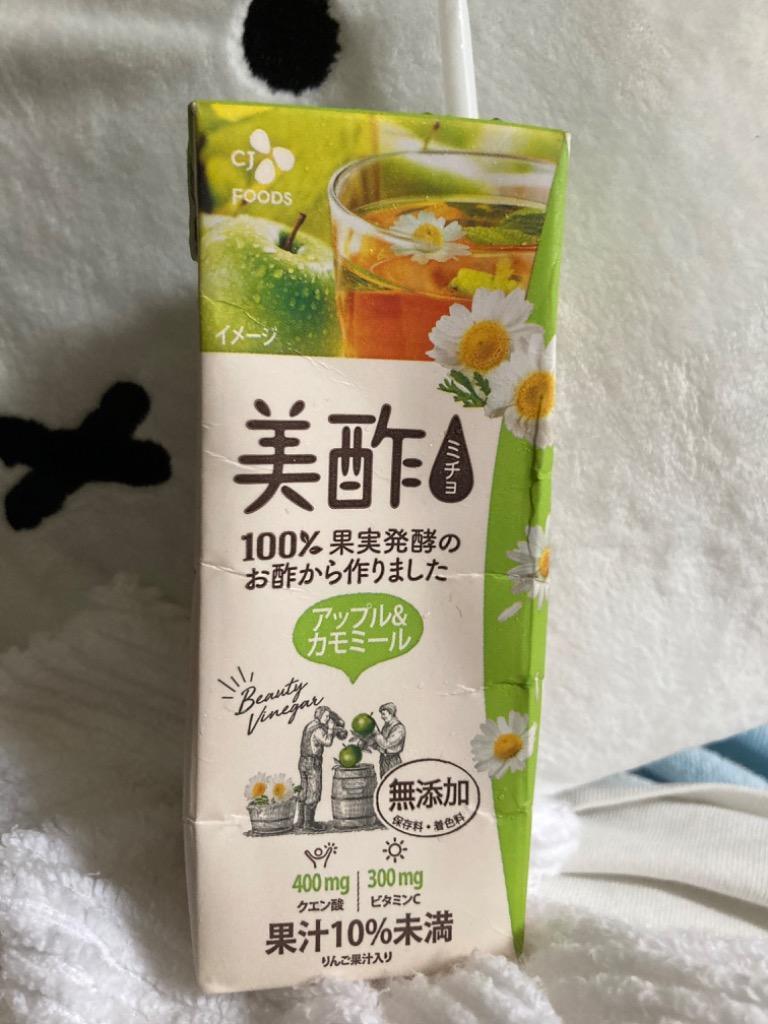 CJ
FOODS
イメージ
美酢
ミチョ
100% 果実発酵の
お酢から作りました
アップル&
カモミール
Beauty
Vinegar
無添加
保存料・着色料
400mg 300mg
クエン酸 ビタミンC
果汁10%未満
りんご果汁入り